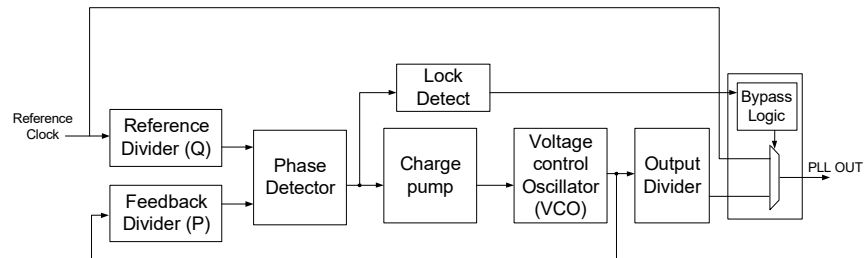 Reference
Clock
Reference
Divider (Q)
Feedback
Divider (P)
Phase
Detector
Lock
Detect
Charge
pump
Voltage
control
Oscillator
(VCO)
Output
Divider
Bypass
Logic
PLL OUT